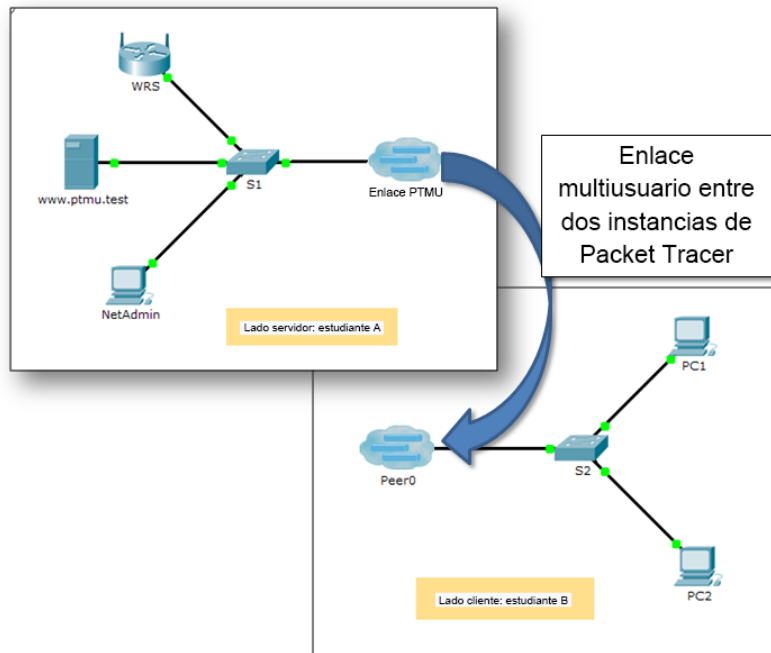 WRS
www.ptmu.test
S1
Enlace PTMU
NetAdmin
Lado servidor: estudiante A
Enlace
multiusuario entre
dos instancias de
Packet Tracer
PC1
Peer0
S2
PC2
Lado cliente: estudiante B